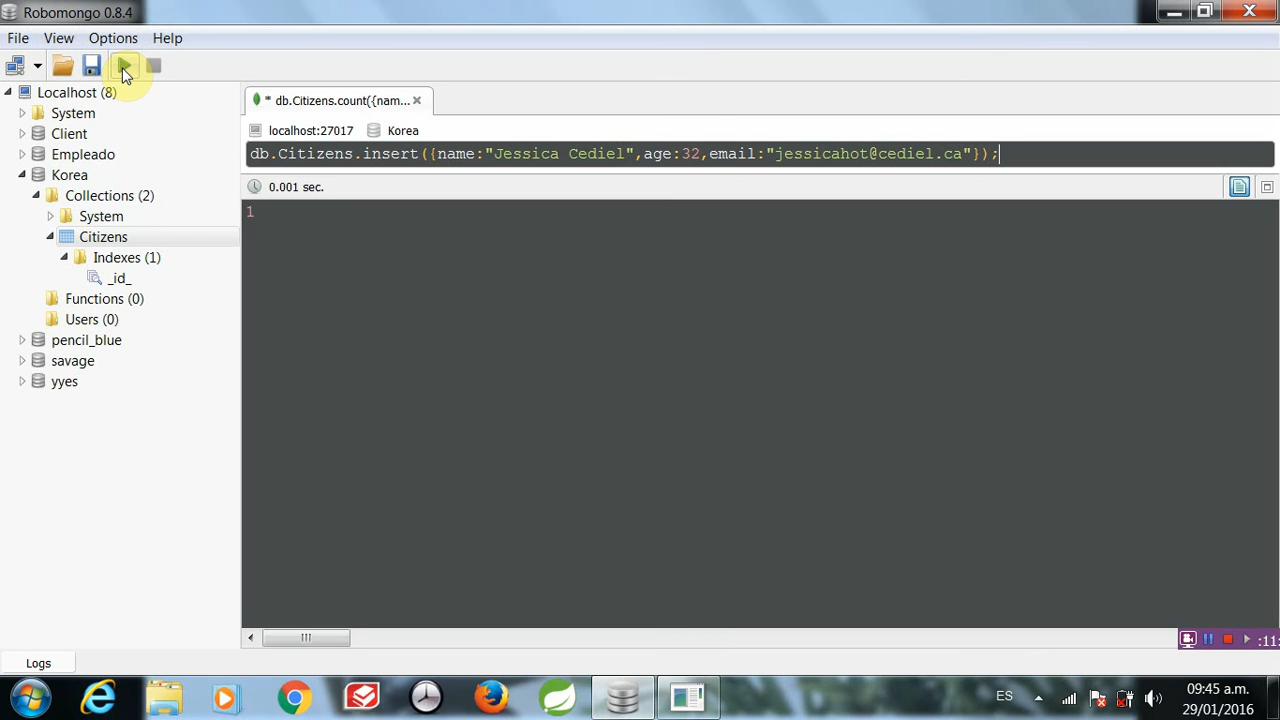 Robomongo 0.8.4
File View Options Help
Localhost (8)
System
Client
Empleado
Korea
Collections (2)
System
Citizens
Indexes (1)
_id_
Functions (0)
Users (0)
pencil_blue
savage
yyes
* db.Citizens.count({nam...
localhost:27017 Korea
db.Citizens.insert({name:"Jessica Cediel",age:32,email:"jessicahot@cediel.ca"});
0.001 sec.
1
:11:
Logs
ES
09:45 a.m.
29/01/2016